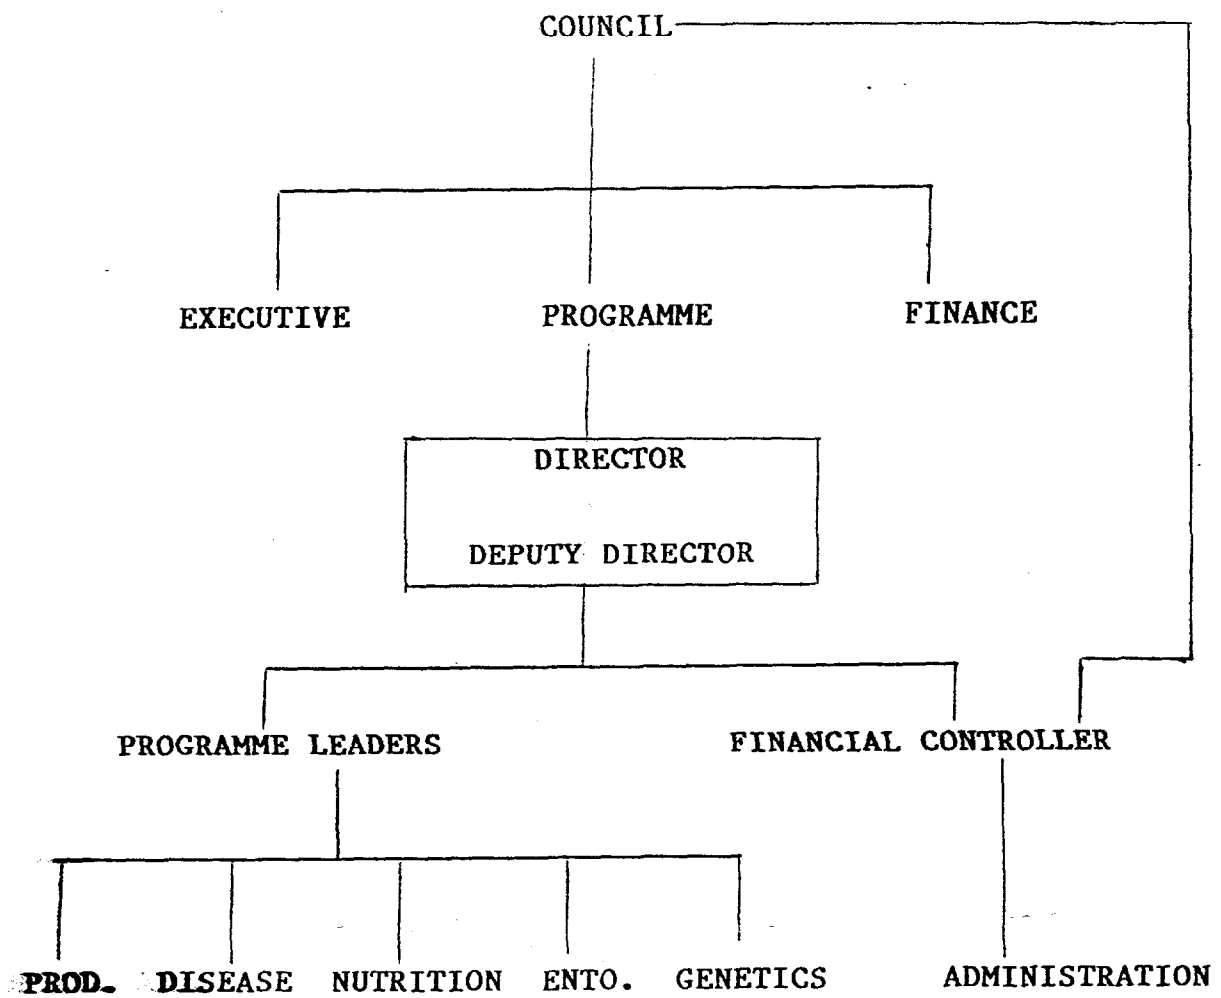 COUNCIL
EXECUTIVE PROGRAMME FINANCE
DIRECTOR
DEPUTY DIRECTOR
PROGRAMME LEADERS FINANCIAL CONTROLLER
PROD. DISEASE NUTRITION ENTO. GENETICS ADMINISTRATION